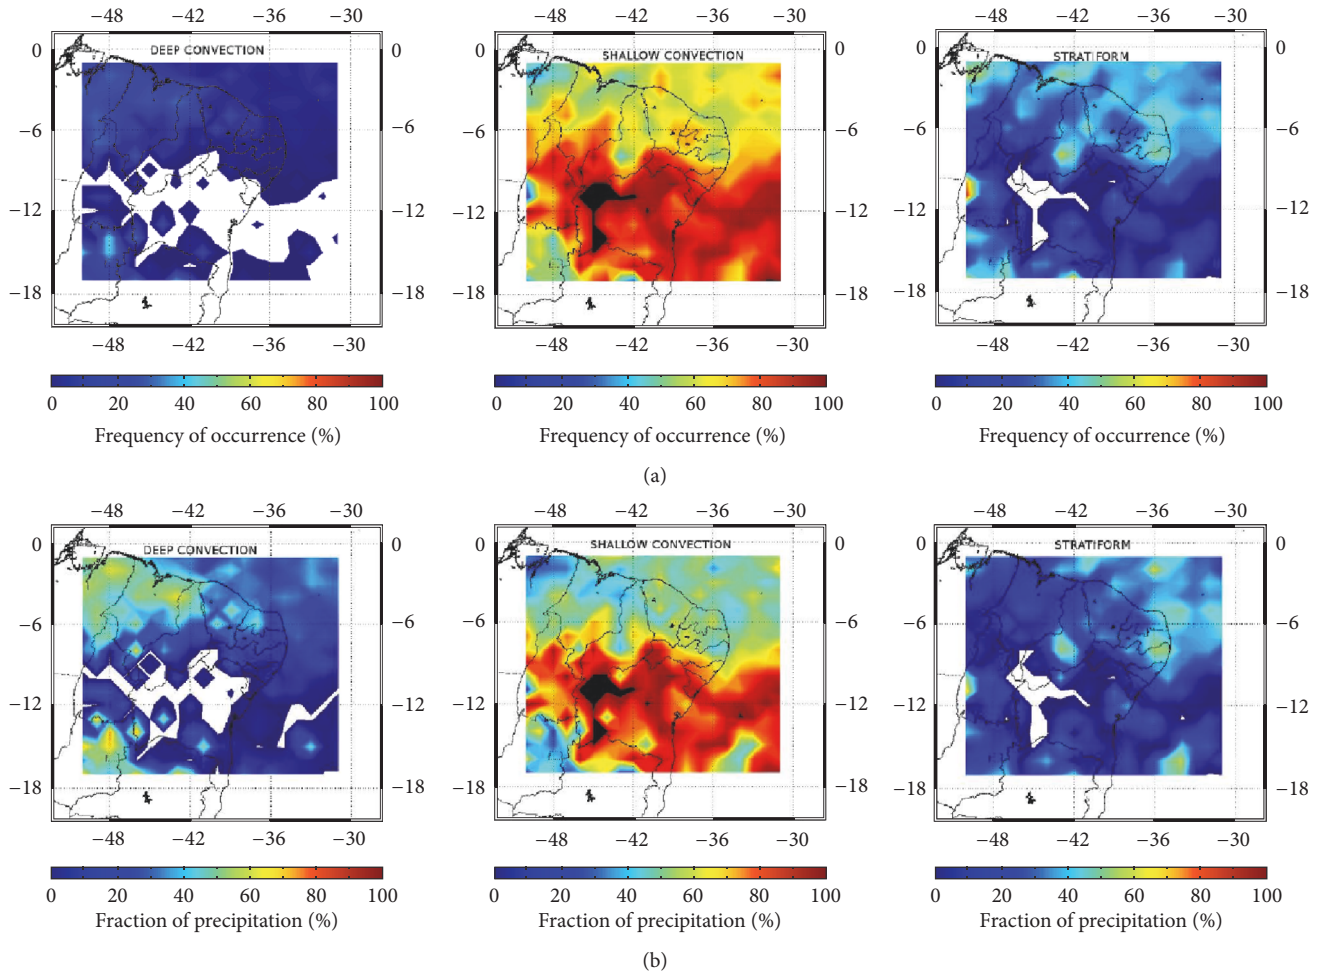 −48 −42 −36 −30 −48 −42 −36 −30 −48 −42 −36 −30
0 DEEP CONVECTION 0 SHALLOW CONVECTION 0 0 STRATIFORM 0
−6 −6 −6 −6 −6
−12 −12 −12 −12 −12
−18 −18 −18 −18 −18
−48 −42 −36 −30 −48 −42 −36 −30 −48 −42 −36 −30
0 20 40 60 80 100 0 20 40 60 80 100 0 20 40 60 80 100
Frequency of occurrence (%) Frequency of occurrence (%) Frequency of occurrence (%)
(a)
−48 −42 −36 −30 −48 −42 −36 −30 −48 −42 −36 −30
0 DEEP CONVECTION 0 SHALLOW CONVECTION 0 0 STRATIFORM 0
−6 −6 −6 −6 −6
−12 −12 −12 −12 −12
−18 −18 −18 −18 −18
−48 −42 −36 −30 −48 −42 −36 −30 −48 −42 −36 −30
0 20 40 60 80 100 0 20 40 60 80 100 0 20 40 60 80 100
Fraction of precipitation (%) Fraction of precipitation (%) Fraction of precipitation (%)
(b)